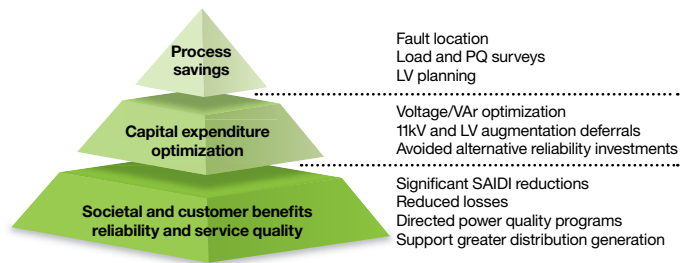 Process
savings
Fault location
Load and PQ surveys
LV planning
Capital expenditure
optimization
Voltage/VAr optimization
11kV and LV augmentation deferrals
Avoided alternative reliability investments
Societal and customer benefits
reliability and service quality
Significant SAIDI reductions
Reduced losses
Directed power quality programs
Support greater distribution generation